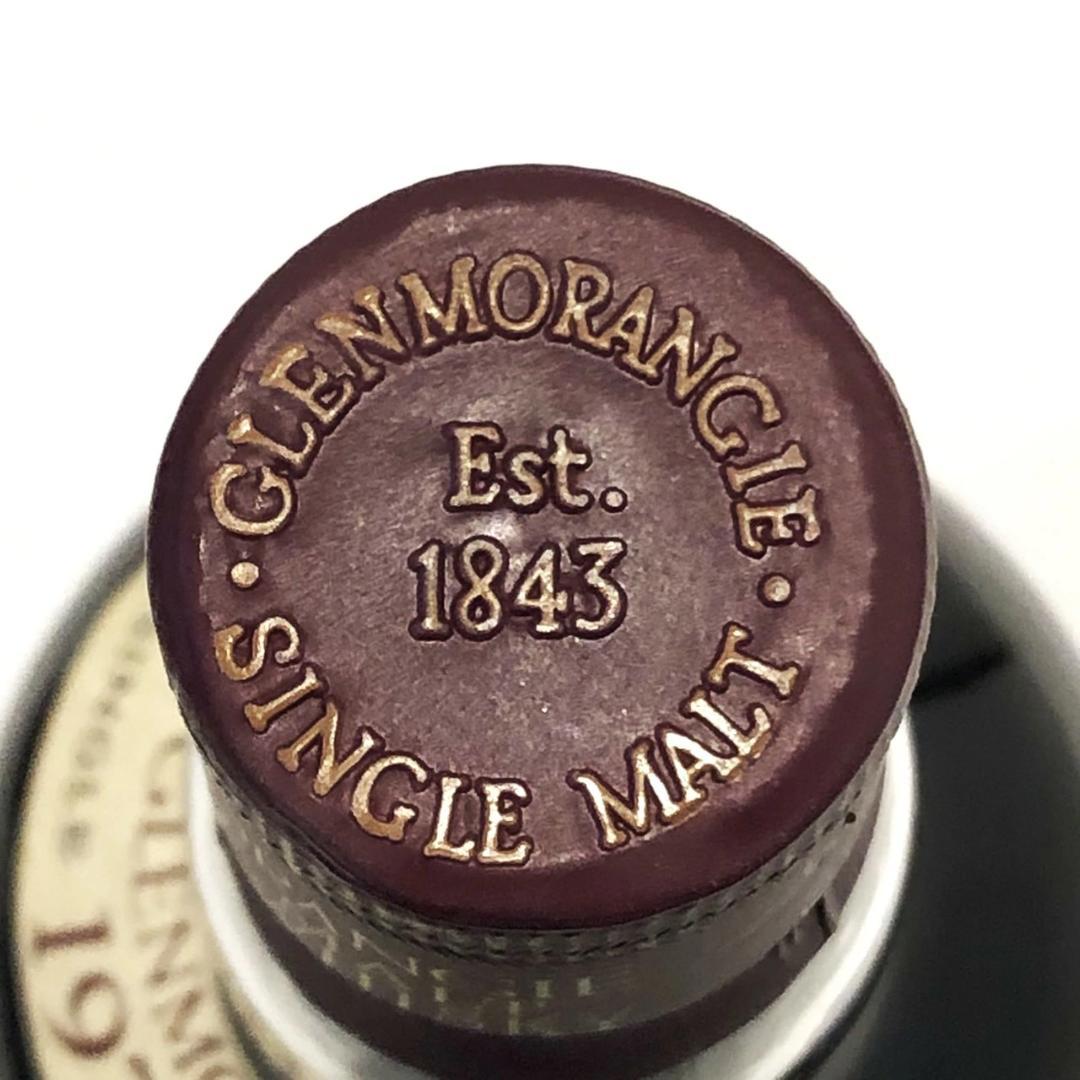 GLENMORANGIE
Est.
1843
SINGLE MALT